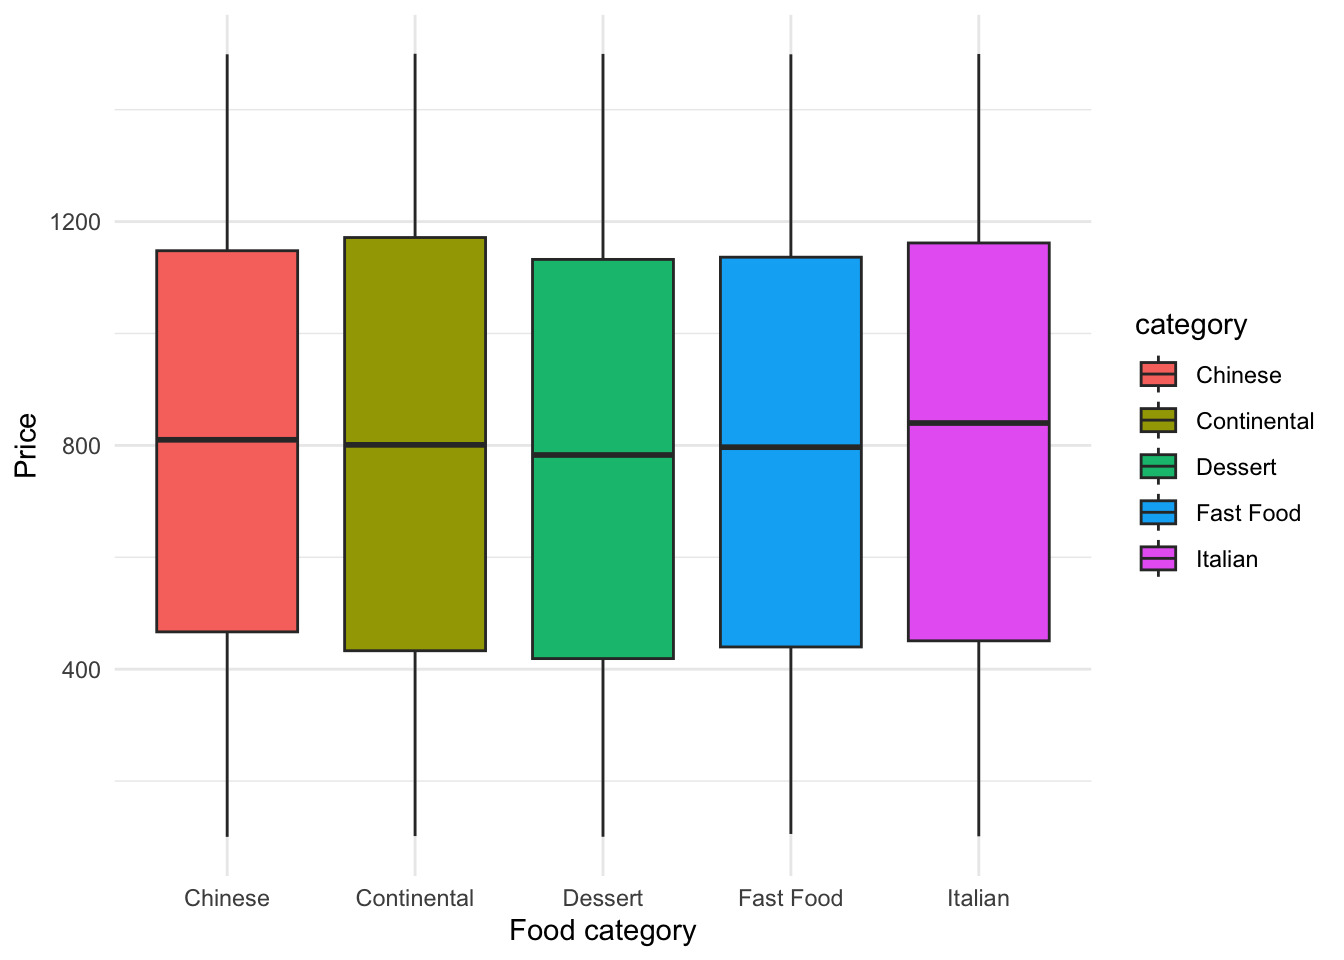 Price
1200
800
400
Chinese
Continental
Dessert
Fast Food
Italian
Food category
category
Chinese
Continental
Dessert
Fast Food
Italian